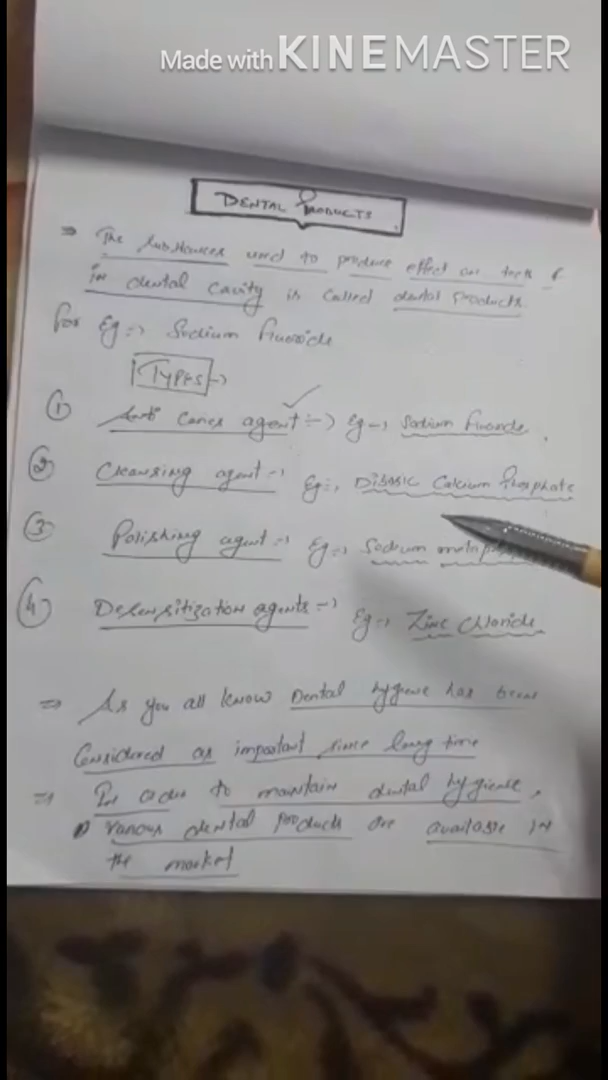 Made with KINEMASTER
DENTAL PRODUCTS
⇒ The substances used to produce effect on teeth &
in dental cavity is called dental products
for Eg :→ Sodium fluoride
Types →
① Anti Caries agent :→ Eg → Sodium fluoride
② Cleansing agent → Eg :→ Dibasic Calcium Phosphate
③ Polishing agent :→ Eg :→ Sodium
④ Desensitization agents → Eg → Zinc Chloride
⇒ As you all know Dental hygiene has been
Considered as important since long time
⇒ In order to maintain dental hygiene,
various dental products are available in
the market